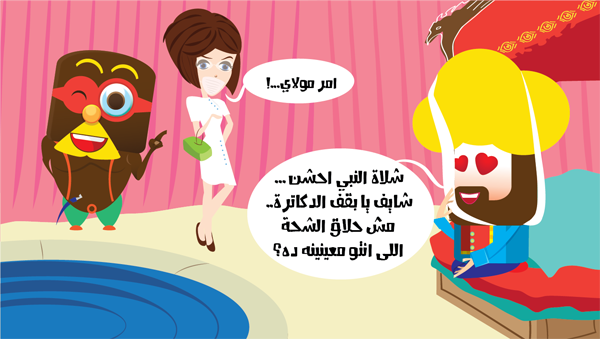 امر مولاي...!
شلاة النبي احشن ...
شايف يا بقف الدكاترة..
مش حلاق الشحة
اللى انتو معينينه ده؟